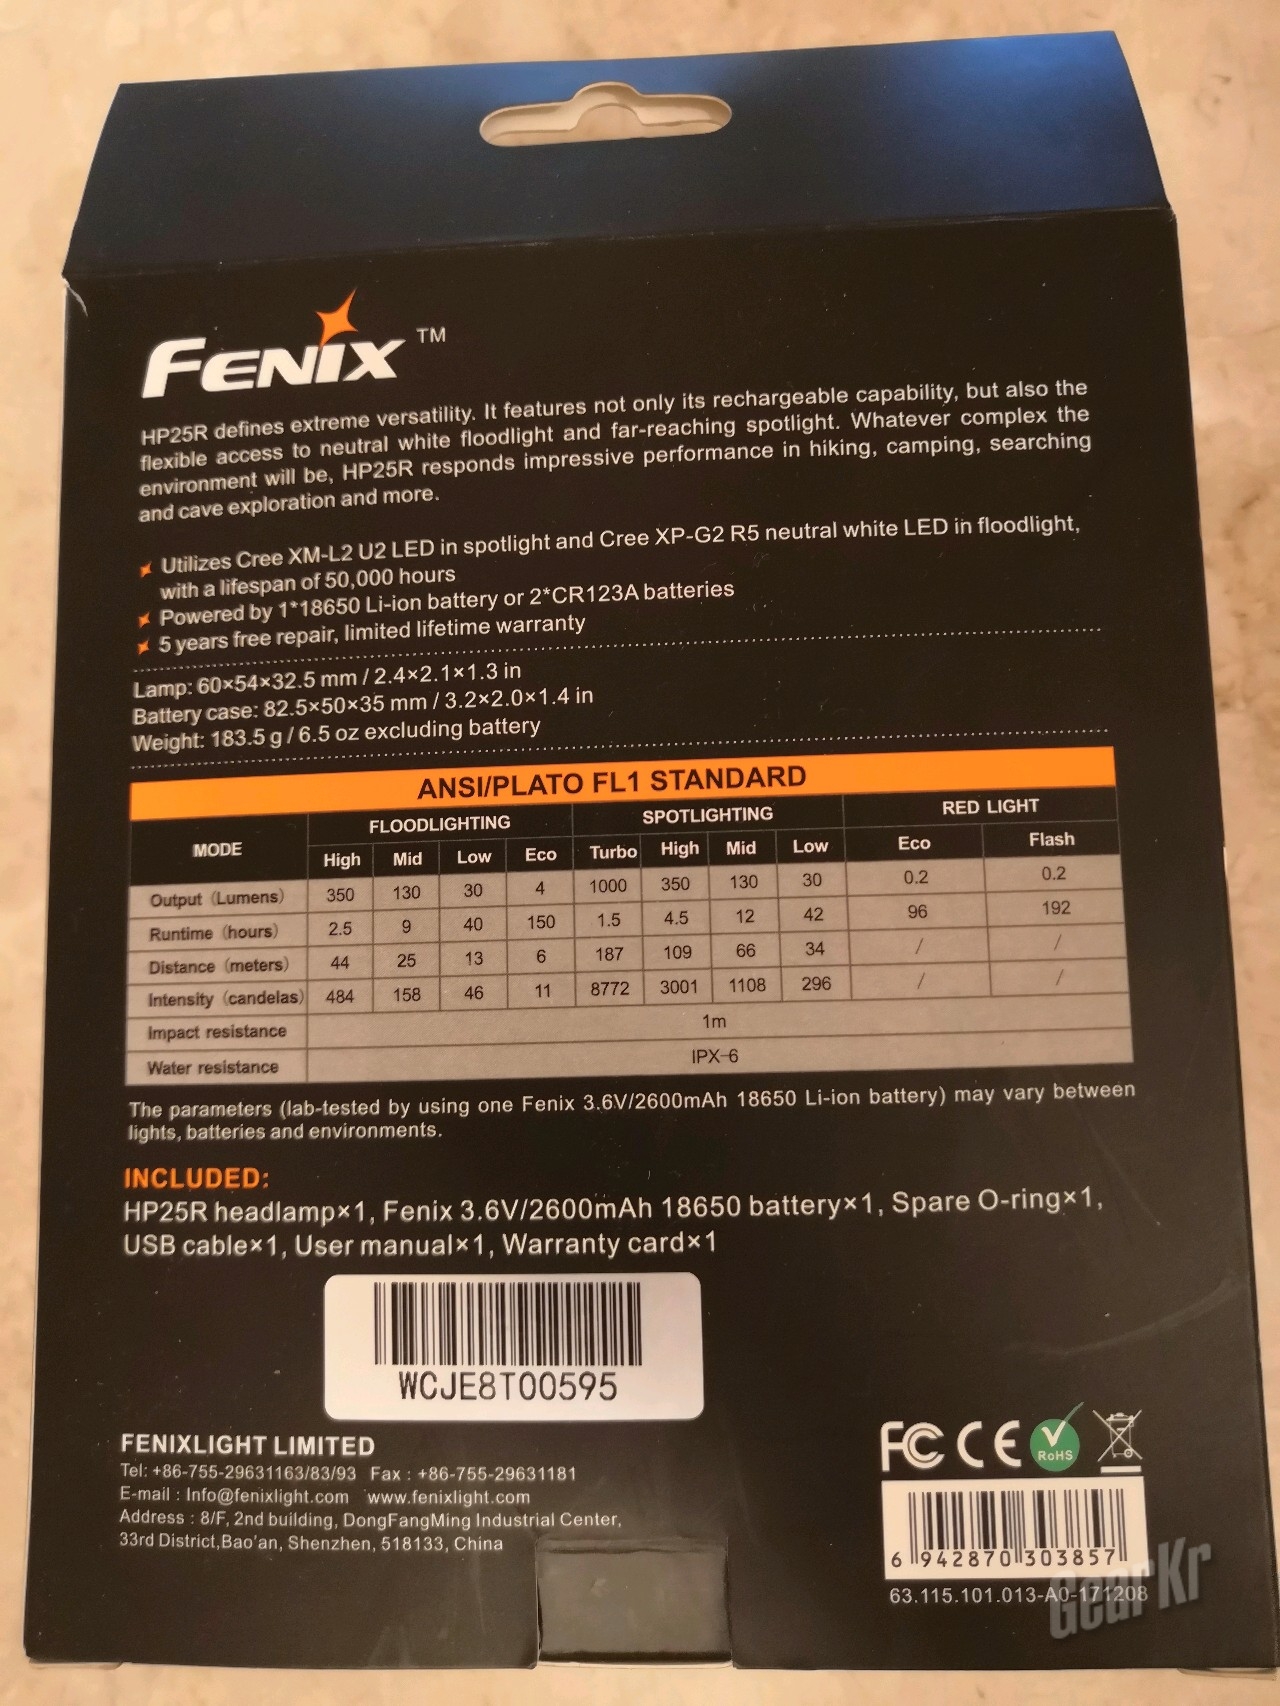 FENIX™
HP25R defines extreme versatility. It features not only its rechargeable capability, but also the
flexible access to neutral white floodlight and far-reaching spotlight. Whatever complex the
environment will be, HP25R responds impressive performance in hiking, camping, searching
and cave exploration and more.
Utilizes Cree XM-L2 U2 LED in spotlight and Cree XP-G2 R5 neutral white LED in floodlight,
with a lifespan of 50,000 hours
Powered by 1*18650 Li-ion battery or 2*CR123A batteries
5 years free repair, limited lifetime warranty
Lamp: 60×54×32.5 mm / 2.4×2.1×1.3 in
Battery case: 82.5×50×35 mm / 3.2×2.0×1.4 in
Weight: 183.5 g / 6.5 oz excluding battery
ANSI/PLATO FL1 STANDARD
MODE FLOODLIGHTING SPOTLIGHTING RED LIGHT
High Mid Low Eco Turbo High Mid Low Eco Flash
Output (Lumens) 350 130 30 4 1000 350 130 30 0.2 0.2
Runtime (hours) 2.5 9 40 150 1.5 4.5 12 42 96 192
Distance (meters) 44 25 13 6 187 109 66 34 / /
Intensity (candelas) 484 158 46 11 8772 3001 1108 296 / /
Impact resistance 1m
Water resistance IPX-6
The parameters (lab-tested by using one Fenix 3.6V/2600mAh 18650 Li-ion battery) may vary between
lights, batteries and environments.
INCLUDED:
HP25R headlamp×1, Fenix 3.6V/2600mAh 18650 battery×1, Spare O-ring×1,
USB cable×1, User manual×1, Warranty card×1
WCJE8T00595
FENIXLIGHT LIMITED
Tel: +86-755-29631163/83/93 Fax : +86-755-29631181
E-mail : Info@fenixlight.com www.fenixlight.com
Address : 8/F, 2nd building, DongFangMing Industrial Center,
33rd District,Bao'an, Shenzhen, 518133, China
FC CE RoHS
6 942870 303857
63.115.101.013-A0-171208
GearKr